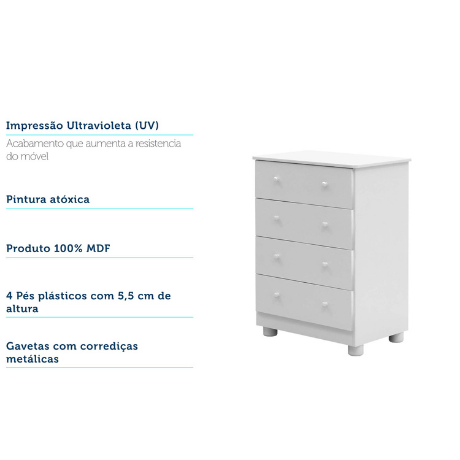 Impressão Ultravioleta (UV)
Acabamento que aumenta a resistencia
do móvel
Pintura atóxica
Produto 100% MDF
4 Pés plásticos com 5,5 cm de
altura
Gavetas com corrediças
metálicas